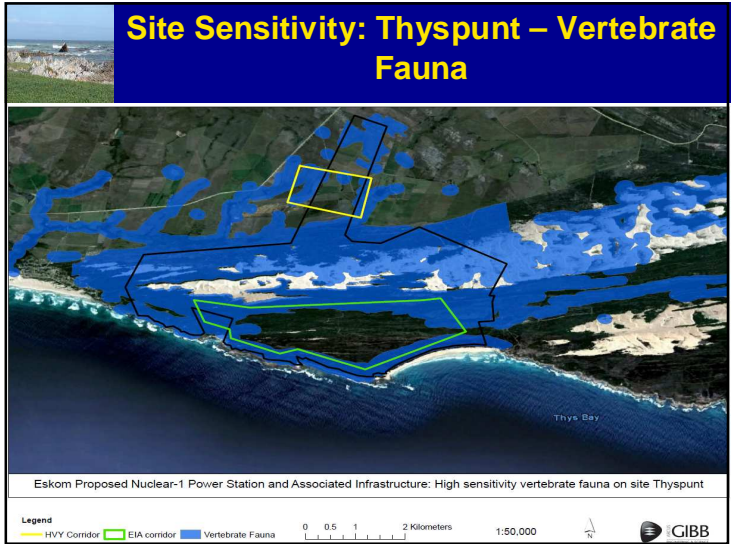 Site Sensitivity: Thyspunt – Vertebrate
Fauna
Thys Bay
Eskom Proposed Nuclear-1 Power Station and Associated Infrastructure: High sensitivity vertebrate fauna on site Thyspunt
Legend
HVY Corridor EIA corridor Vertebrate Fauna
0 0.5 1 2 Kilometers
1:50,000
N
GIBB